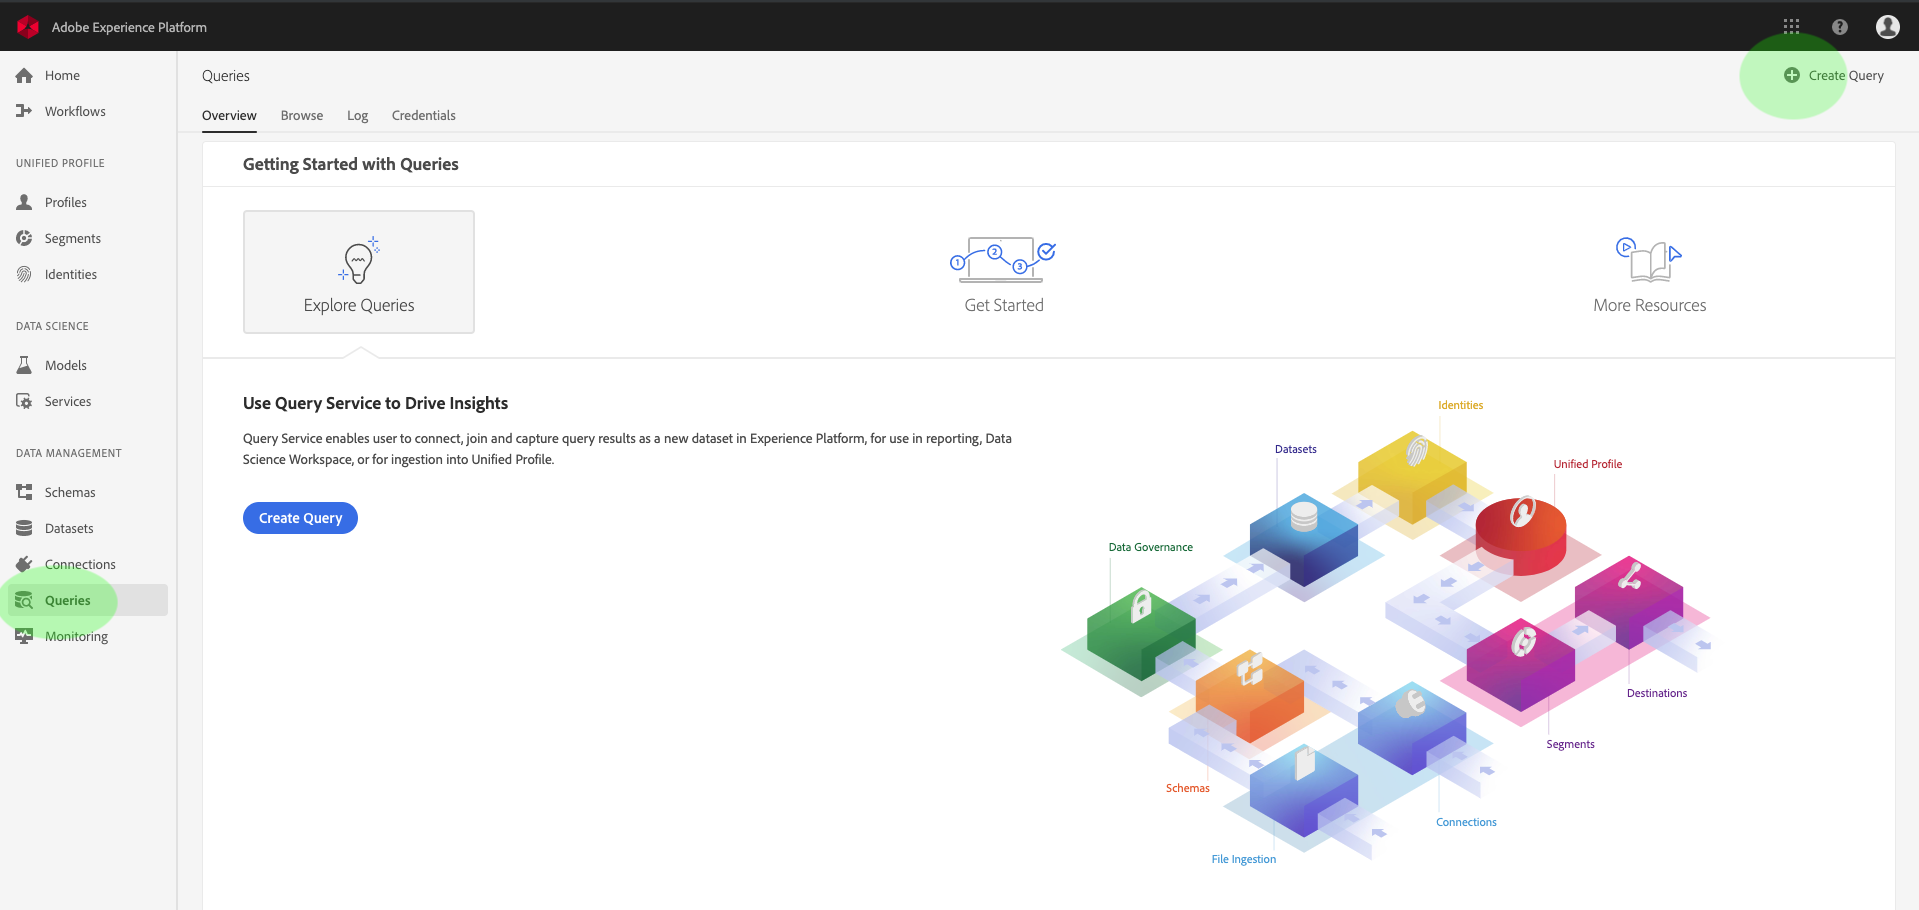 Adobe Experience Platform
Home
Workflows
UNIFIED PROFILE
Profiles
Segments
Identities
DATA SCIENCE
Models
Services
DATA MANAGEMENT
Schemas
Datasets
Connections
Queries
Monitoring
Queries
Create Query
Overview Browse Log Credentials
Getting Started with Queries
Explore Queries
1 2 3
Get Started
More Resources
Use Query Service to Drive Insights
Query Service enables user to connect, join and capture query results as a new dataset in Experience Platform, for use in reporting, Data
Science Workspace, or for ingestion into Unified Profile.
Create Query
Identities
Datasets
Unified Profile
Data Governance
Destinations
Segments
Schemas
Connections
File Ingestion